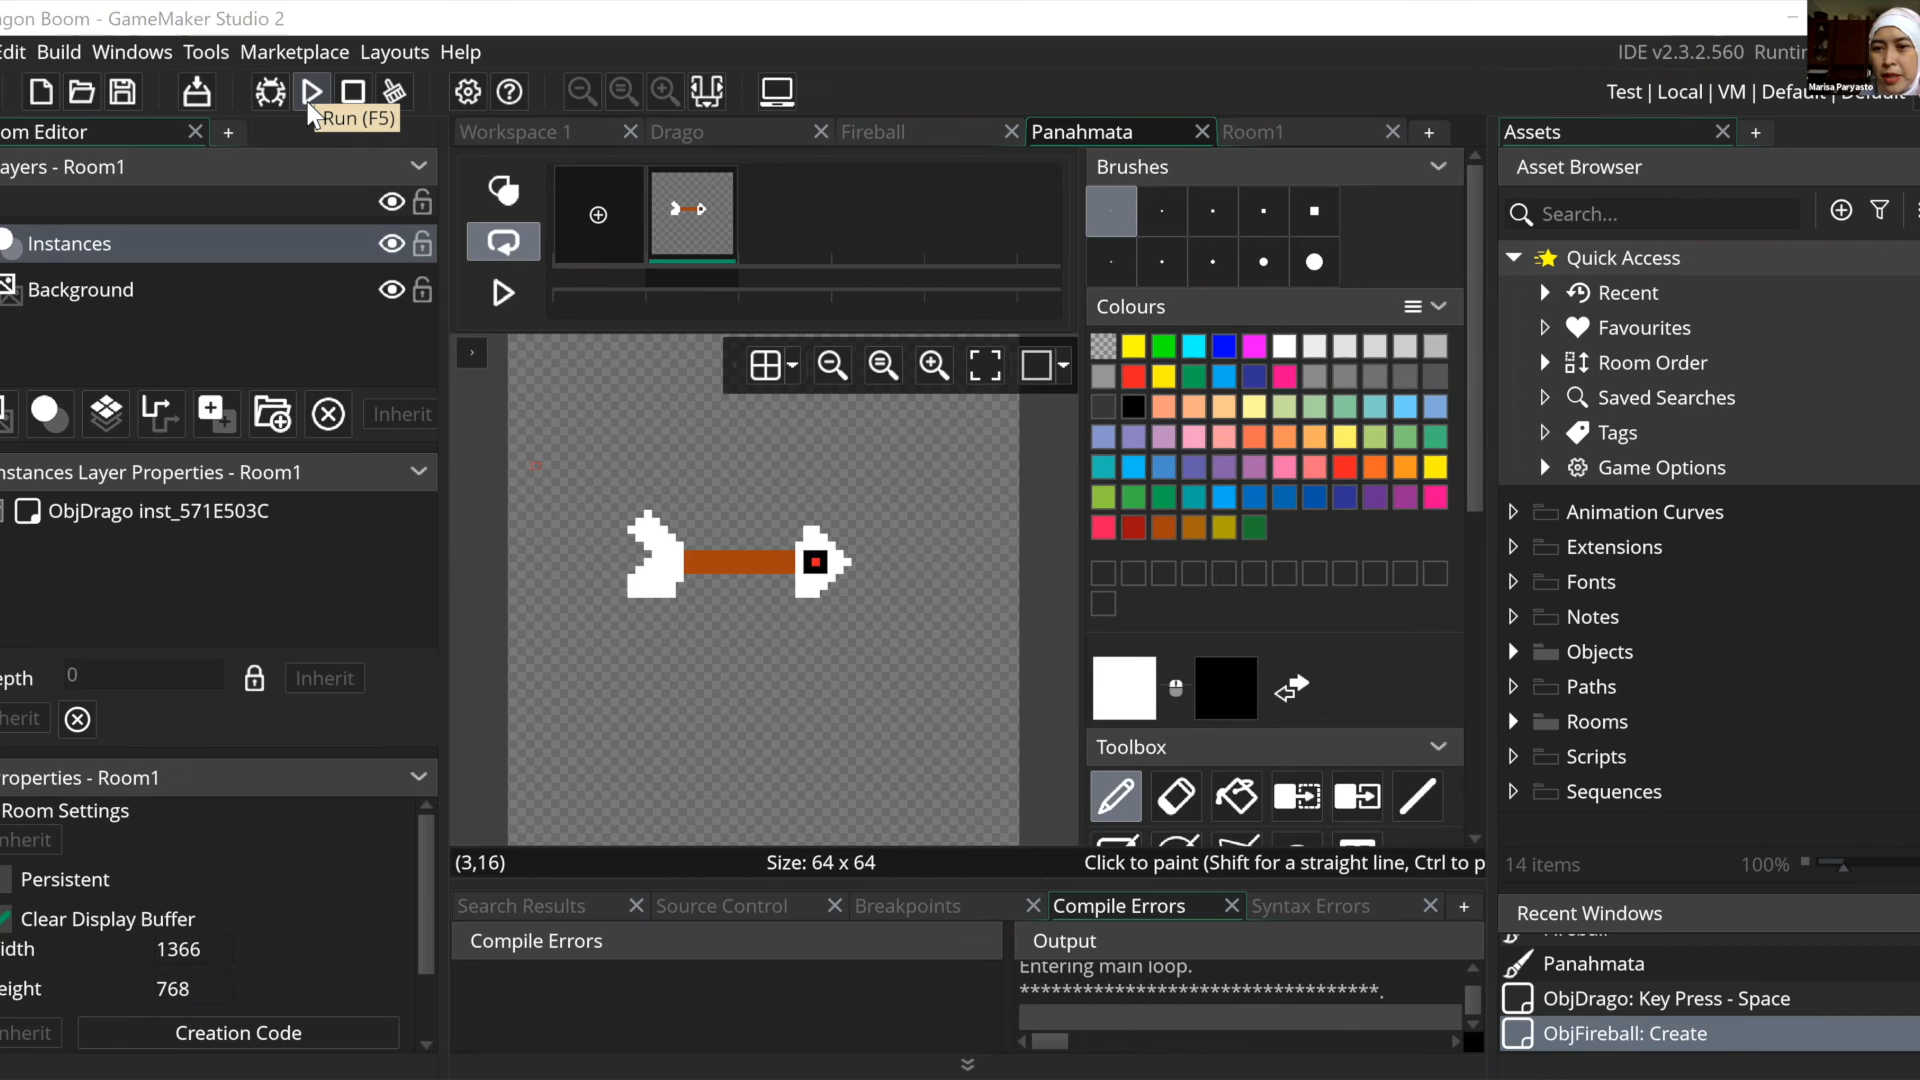 gon Boom - GameMaker Studio 2
Edit Build Windows Tools Marketplace Layouts Help
IDE v2.3.2.560 Runtim
Marisa Paryasto
Test | Local | VM | Default | Default
Run (F5)
om Editor
Workspace 1
Drago
Fireball
Panahmata
Room1
Assets
ayers - Room1
Brushes
Asset Browser
Search...
Instances
Background
Quick Access
Recent
Favourites
Room Order
Saved Searches
Tags
Game Options
Colours
Inherit
nstances Layer Properties - Room1
ObjDrago inst_571E503C
Animation Curves
Extensions
Fonts
Notes
Objects
Paths
Rooms
Scripts
Sequences
epth
0
Inherit
herit
Toolbox
roperties - Room1
Room Settings
nherit
Persistent
Clear Display Buffer
idth
1366
eight
768
nherit
Creation Code
(3,16)
Size: 64 x 64
Click to paint (Shift for a straight line, Ctrl to p
14 items
100%
Search Results
Source Control
Breakpoints
Compile Errors
Syntax Errors
Compile Errors
Output
Entering main loop.
**********************************.
Recent Windows
Fireball
Panahmata
ObjDrago: Key Press - Space
ObjFireball: Create